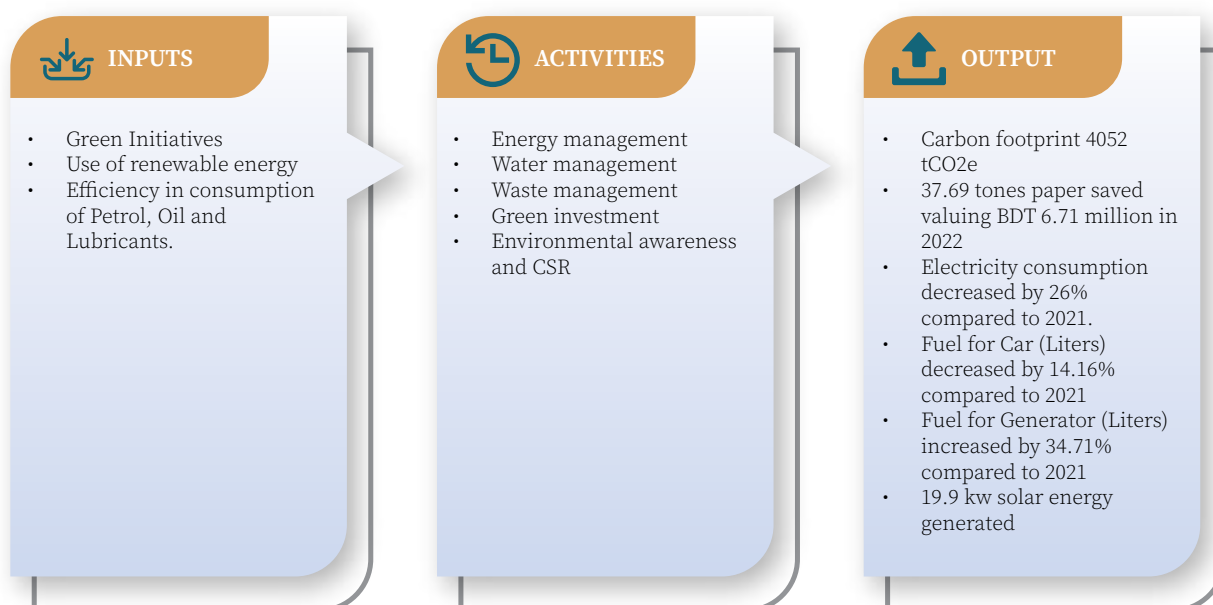 INPUTS
• Green Initiatives
• Use of renewable energy
• Efficiency in consumption
of Petrol, Oil and
Lubricants.
ACTIVITIES
• Energy management
• Water management
• Waste management
• Green investment
• Environmental awareness
and CSR
OUTPUT
• Carbon footprint 4052
tCO2e
• 37.69 tones paper saved
valuing BDT 6.71 million in
2022
• Electricity consumption
decreased by 26%
compared to 2021.
• Fuel for Car (Liters)
decreased by 14.16%
compared to 2021
• Fuel for Generator (Liters)
increased by 34.71%
compared to 2021
• 19.9 kw solar energy
generated